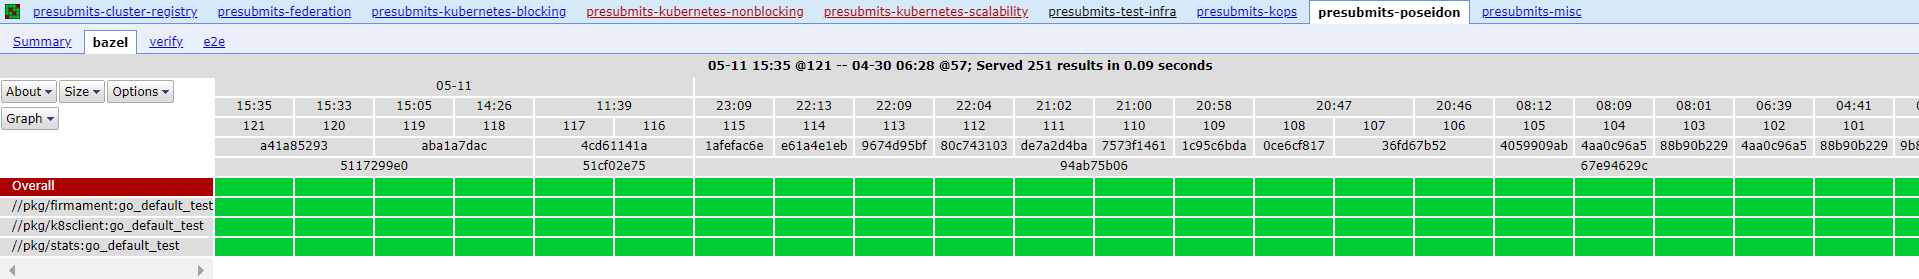 presubmits-cluster-registry presubmits-federation presubmits-kubernetes-blocking presubmits-kubernetes-nonblocking presubmits-kubernetes-scalability presubmits-test-infra presubmits-kops presubmits-poseidon presubmits-misc
Summary bazel verify e2e
05-11 15:35 @121 -- 04-30 06:28 @57; Served 251 results in 0.09 seconds
About Size Options 05-11
15:35 15:33 15:05 14:26 11:39 23:09 22:13 22:09 22:04 21:02 21:00 20:58 20:47 20:46 08:12 08:09 08:01 06:39 04:41
Graph 121 120 119 118 117 116 115 114 113 112 111 110 109 108 107 106 105 104 103 102 101
a41a85293 aba1a7dac 4cd61141a 1afefac6e e61a4e1eb 9674d95bf 80c743103 de7a2d4ba 7573f1461 1c95c6bda 0ce6cf817 36fd67b52 4059909ab 4aa0c96a5 88b90b229 4aa0c96a5 88b90b229 9b8
5117299e0 51cf02e75 94ab75b06 67e94629c
Overall
//pkg/firmament:go_default_test
//pkg/k8sclient:go_default_test
//pkg/stats:go_default_test